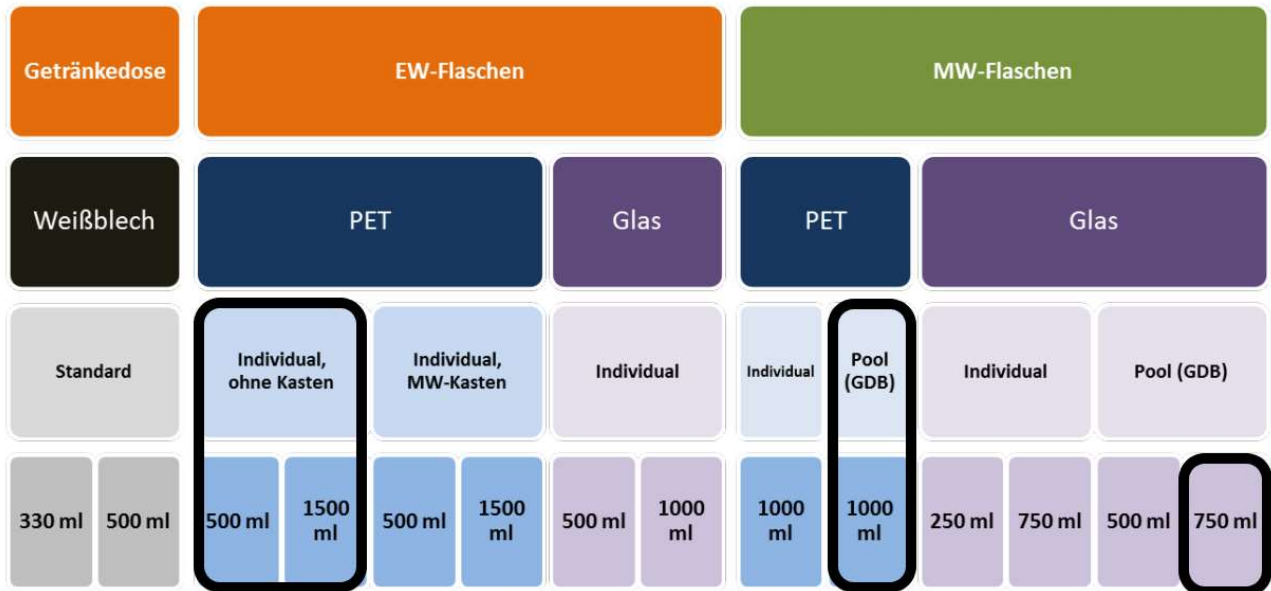 Getränkedose
EW-Flaschen
MW-Flaschen
Weißblech
PET
Glas
PET
Glas
Standard
Individual,
ohne Kasten
Individual,
MW-Kasten
Individual
Individual
Pool
(GDB)
Individual
Pool (GDB)
330 ml
500 ml
500 ml
1500
ml
500 ml
1500
ml
500 ml
1000
ml
1000
ml
1000
ml
250 ml
750 ml
500 ml
750 ml